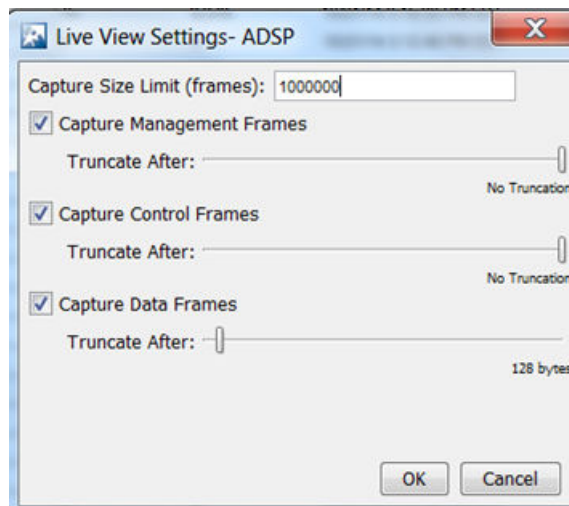 Live View Settings- ADSP
Capture Size Limit (frames): 1000000
Capture Management Frames
Truncate After:
No Truncation
Capture Control Frames
Truncate After:
No Truncation
Capture Data Frames
Truncate After:
128 bytes
OK Cancel